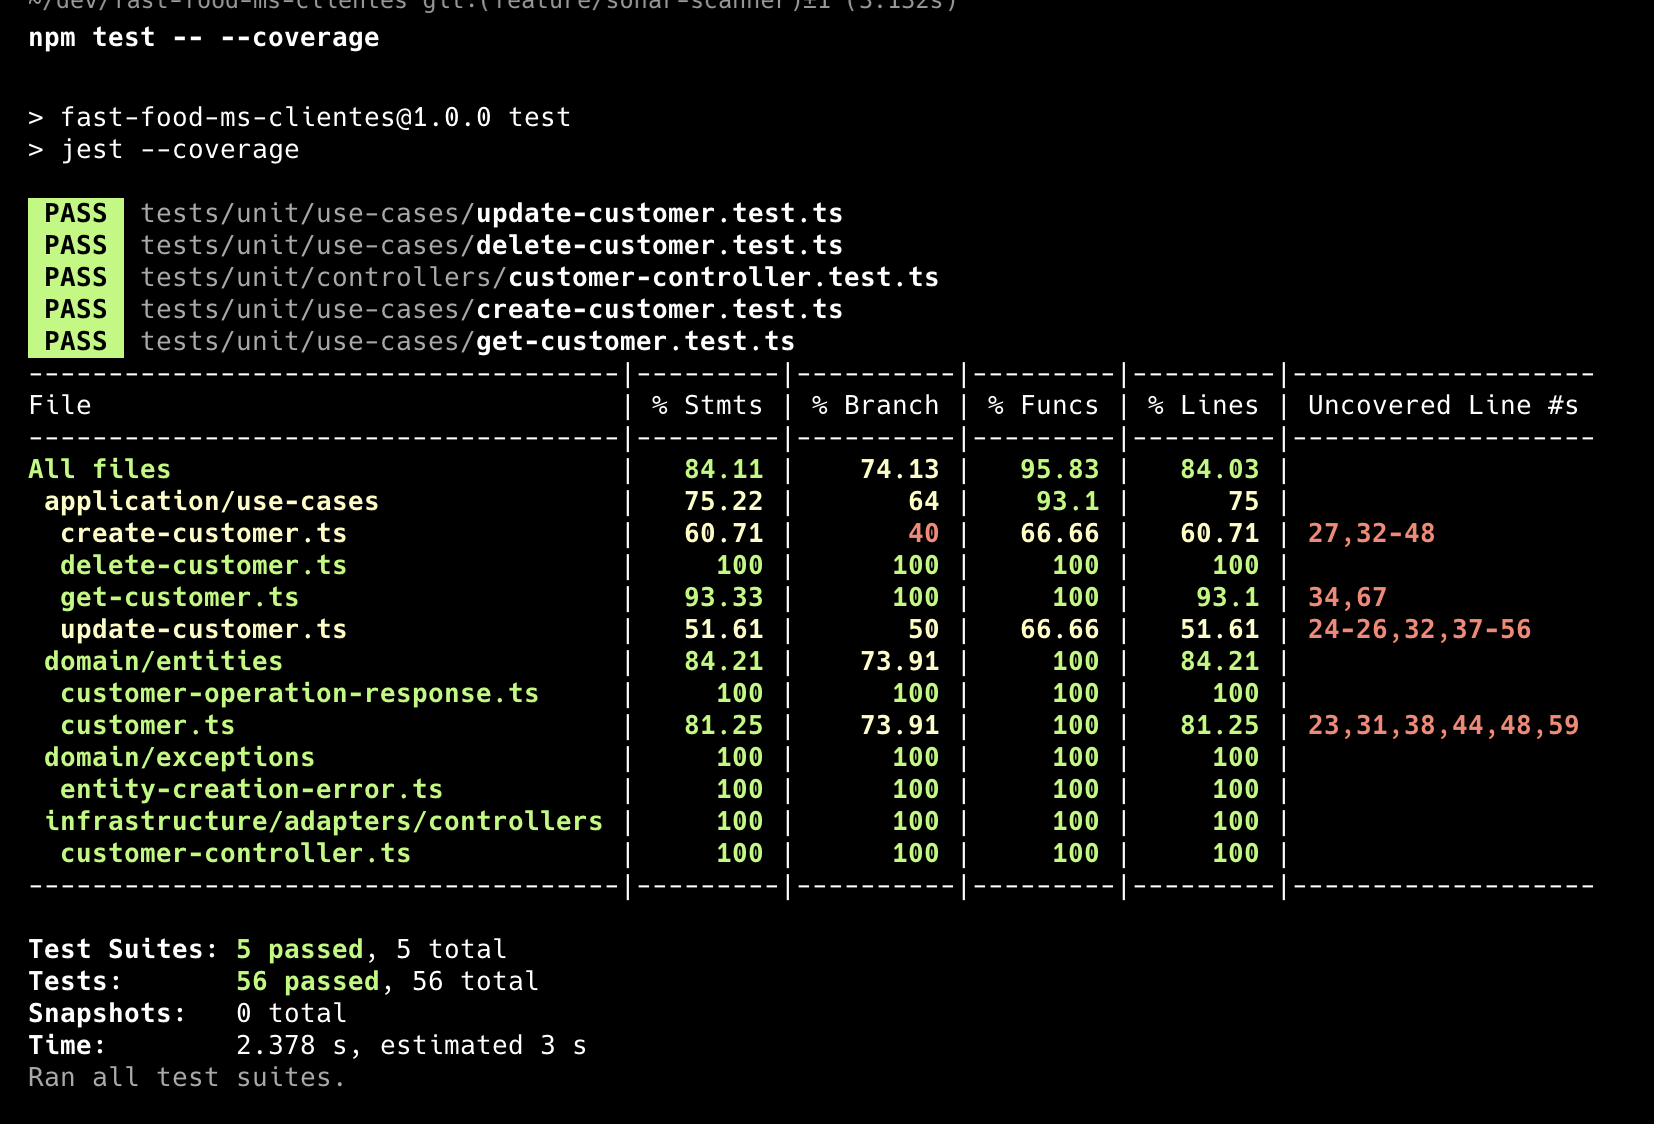 ~/dev/fast-food-ms-clientes git:(feature/sonar-scanner)±1 (3.132s)
npm test -- --coverage
> fast-food-ms-clientes@1.0.0 test
> jest --coverage
PASS tests/unit/use-cases/update-customer.test.ts
PASS tests/unit/use-cases/delete-customer.test.ts
PASS tests/unit/controllers/customer-controller.test.ts
PASS tests/unit/use-cases/create-customer.test.ts
PASS tests/unit/use-cases/get-customer.test.ts
-------------------------------------|---------|----------|---------|---------|-------------------
File                                 | % Stmts | % Branch | % Funcs | % Lines | Uncovered Line #s
-------------------------------------|---------|----------|---------|---------|-------------------
All files                            |   84.11 |    74.13 |   95.83 |   84.03 |
 application/use-cases               |   75.22 |       64 |    93.1 |      75 |
  create-customer.ts                 |   60.71 |       40 |   66.66 |   60.71 | 27,32-48
  delete-customer.ts                 |     100 |      100 |     100 |     100 |
  get-customer.ts                    |   93.33 |      100 |     100 |    93.1 | 34,67
  update-customer.ts                 |   51.61 |       50 |   66.66 |   51.61 | 24-26,32,37-56
 domain/entities                     |   84.21 |    73.91 |     100 |   84.21 |
  customer-operation-response.ts     |     100 |      100 |     100 |     100 |
  customer.ts                        |   81.25 |    73.91 |     100 |   81.25 | 23,31,38,44,48,59
 domain/exceptions                   |     100 |      100 |     100 |     100 |
  entity-creation-error.ts           |     100 |      100 |     100 |     100 |
 infrastructure/adapters/controllers |     100 |      100 |     100 |     100 |
  customer-controller.ts             |     100 |      100 |     100 |     100 |
-------------------------------------|---------|----------|---------|---------|-------------------
Test Suites: 5 passed, 5 total
Tests:       56 passed, 56 total
Snapshots:   0 total
Time:        2.378 s, estimated 3 s
Ran all test suites.